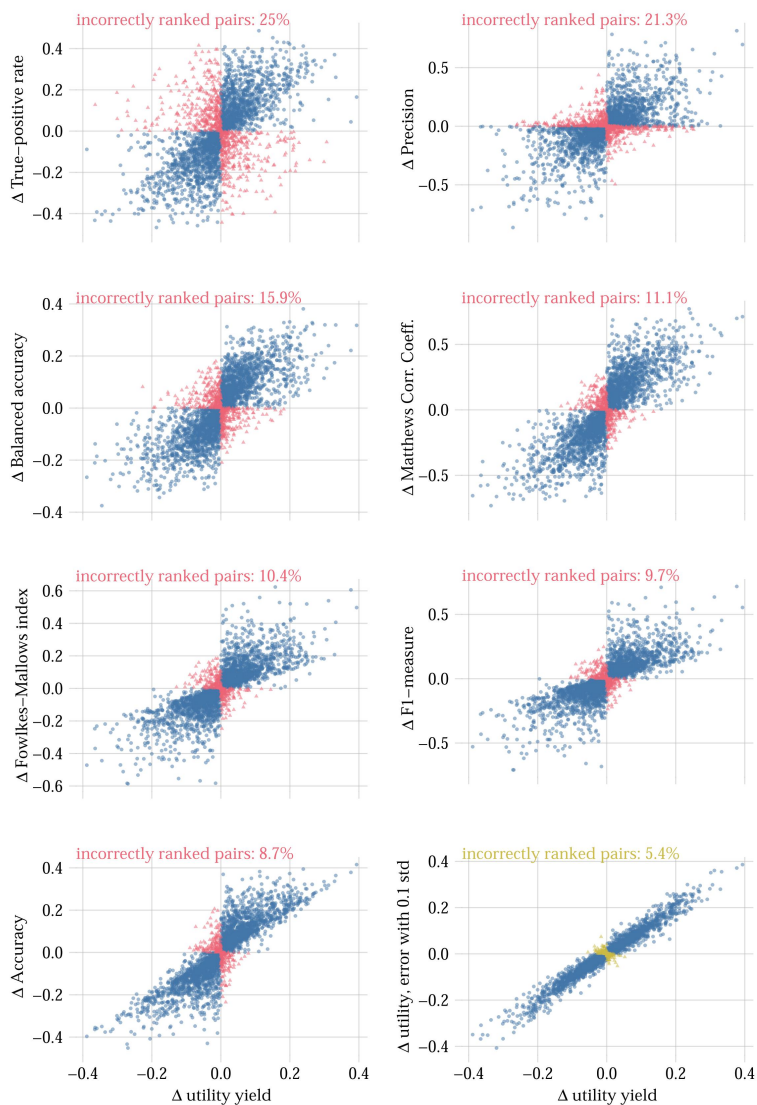 incorrectly ranked pairs: 25%
Δ True−positive rate
0.4
0.2
0.0
−0.2
−0.4
incorrectly ranked pairs: 21.3%
Δ Precision
0.5
0.0
−0.5
incorrectly ranked pairs: 15.9%
Δ Balanced accuracy
0.4
0.2
0.0
−0.2
−0.4
incorrectly ranked pairs: 11.1%
Δ Matthews Corr. Coeff.
0.5
0.0
−0.5
incorrectly ranked pairs: 10.4%
Δ Fowlkes−Mallows index
0.6
0.4
0.2
0.0
−0.2
−0.4
−0.6
incorrectly ranked pairs: 9.7%
Δ F1−measure
0.5
0.0
−0.5
incorrectly ranked pairs: 8.7%
Δ Accuracy
0.4
0.2
0.0
−0.2
−0.4
−0.4 −0.2 0.0 0.2 0.4
Δ utility yield
incorrectly ranked pairs: 5.4%
Δ utility, error with 0.1 std
0.4
0.2
0.0
−0.2
−0.4
−0.4 −0.2 0.0 0.2 0.4
Δ utility yield